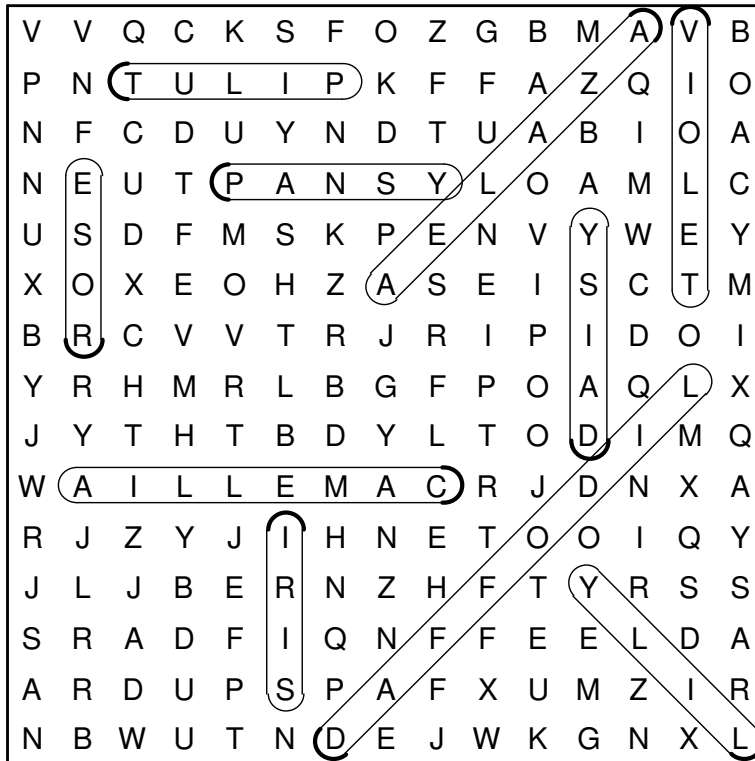 V V Q C K S F O Z G B M A V B
P N T U L I P K F F A Z Q I O
N F C D U Y N D T U A B I O A
N E U T P A N S Y L O A M L C
U S D F M S K P E N V Y W E Y
X O X E O H Z A S E I S C T M
B R C V V T R J R I P I D O I
Y R H M R L B G F P O A Q L X
J Y T H T B D Y L T O D I M Q
W A I L L E M A C R J D N X A
R J Z Y J I H N E T O O I Q Y
J L J B E R N Z H F T Y R S S
S R A D F I Q N F F E E L D A
A R D U P S P A F X U M Z I R
N B W U T N D E J W K G N X L